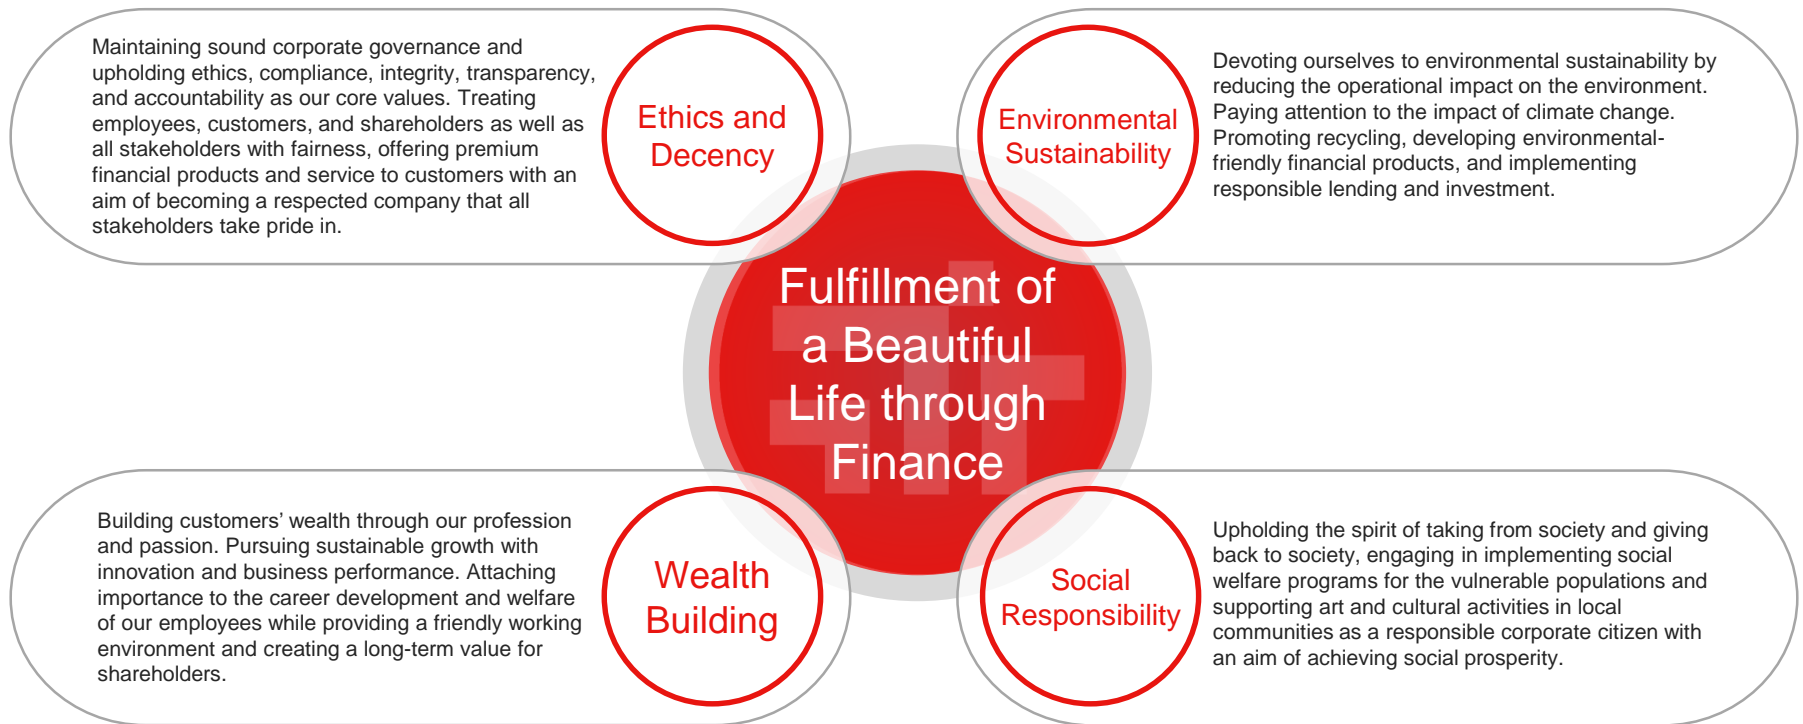 Maintaining sound corporate governance and
upholding ethics, compliance, integrity, transparency,
and accountability as our core values. Treating
employees, customers, and shareholders as well as
all stakeholders with fairness, offering premium
financial products and service to customers with an
aim of becoming a respected company that all
stakeholders take pride in.
Ethics and
Decency
Environmental
Sustainability
Devoting ourselves to environmental sustainability by
reducing the operational impact on the environment.
Paying attention to the impact of climate change.
Promoting recycling, developing environmental-
friendly financial products, and implementing
responsible lending and investment.
Fulfillment of
a Beautiful
Life through
Finance
Building customers’ wealth through our profession
and passion. Pursuing sustainable growth with
innovation and business performance. Attaching
importance to the career development and welfare
of our employees while providing a friendly working
environment and creating a long-term value for
shareholders.
Wealth
Building
Social
Responsibility
Upholding the spirit of taking from society and giving
back to society, engaging in implementing social
welfare programs for the vulnerable populations and
supporting art and cultural activities in local
communities as a responsible corporate citizen with
an aim of achieving social prosperity.